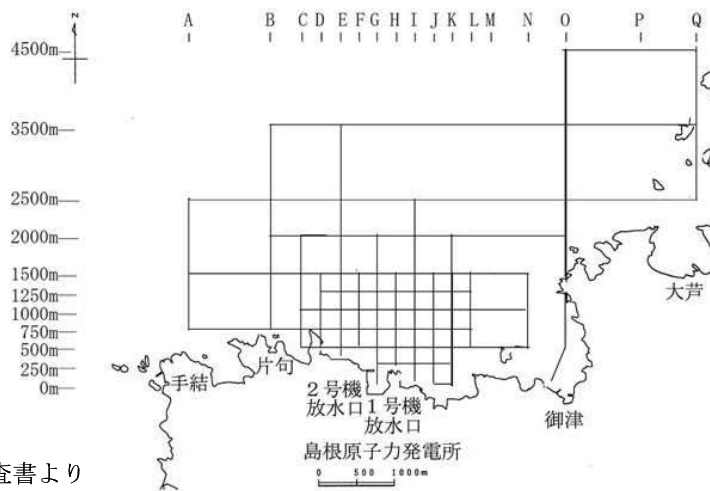 A B C D E F G H I J K L M N O P Q
z
4500m
3500m
2500m
2000m
1500m
1250m
1000m
750m
500m
250m
0m
大芦
手結
片句
2号機
放水口
1号機
放水口
御津
島根原子力発電所
0 500 1000m
査書より